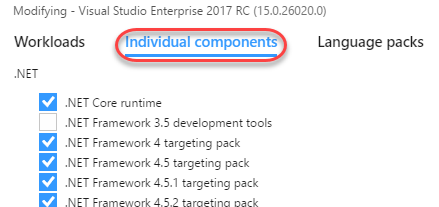 Modifying - Visual Studio Enterprise 2017 RC (15.0.26020.0)
Workloads Individual components Language packs
.NET
.NET Core runtime
.NET Framework 3.5 development tools
.NET Framework 4 targeting pack
.NET Framework 4.5 targeting pack
.NET Framework 4.5.1 targeting pack
.NET Framework 4.5.2 targeting pack